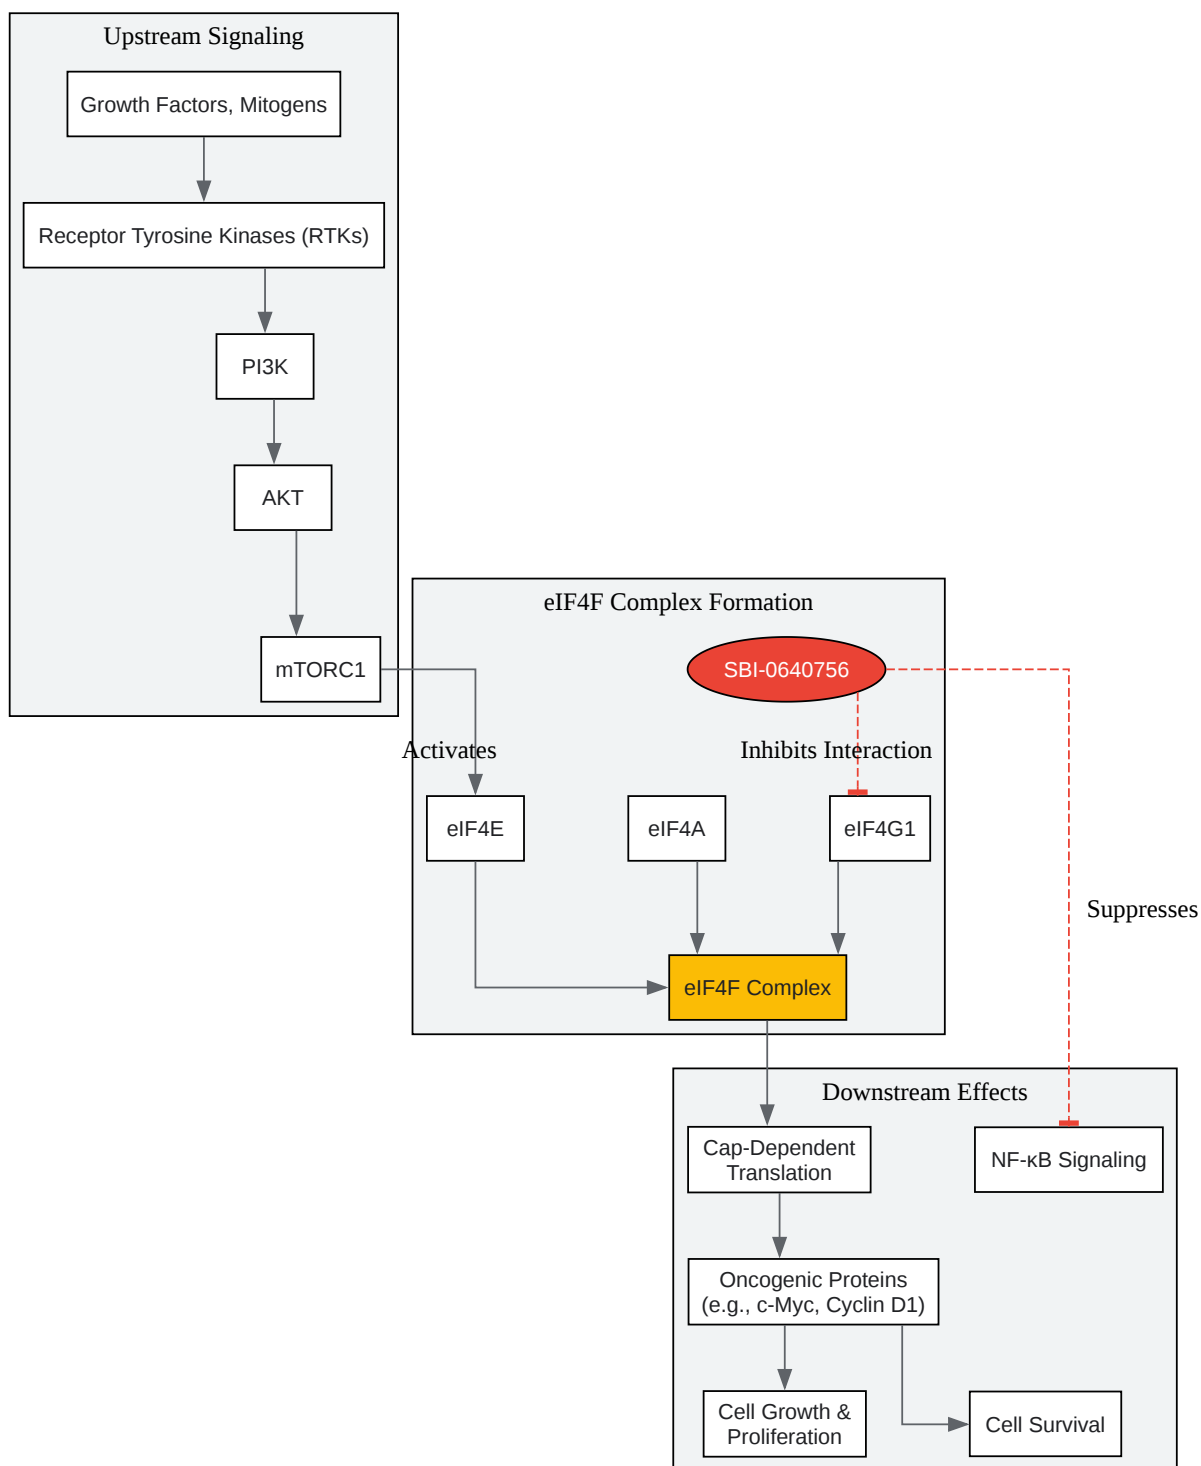 Upstream Signaling
Growth Factors, Mitogens
Receptor Tyrosine Kinases (RTKs)
PI3K
AKT
mTORC1
eIF4F Complex Formation
SBI-0640756
Activates
Inhibits Interaction
eIF4E
eIF4A
eIF4G1
Suppresses
eIF4F Complex
Downstream Effects
Cap-Dependent
Translation
NF-κB Signaling
Oncogenic Proteins
(e.g., c-Myc, Cyclin D1)
Cell Growth &
Proliferation
Cell Survival